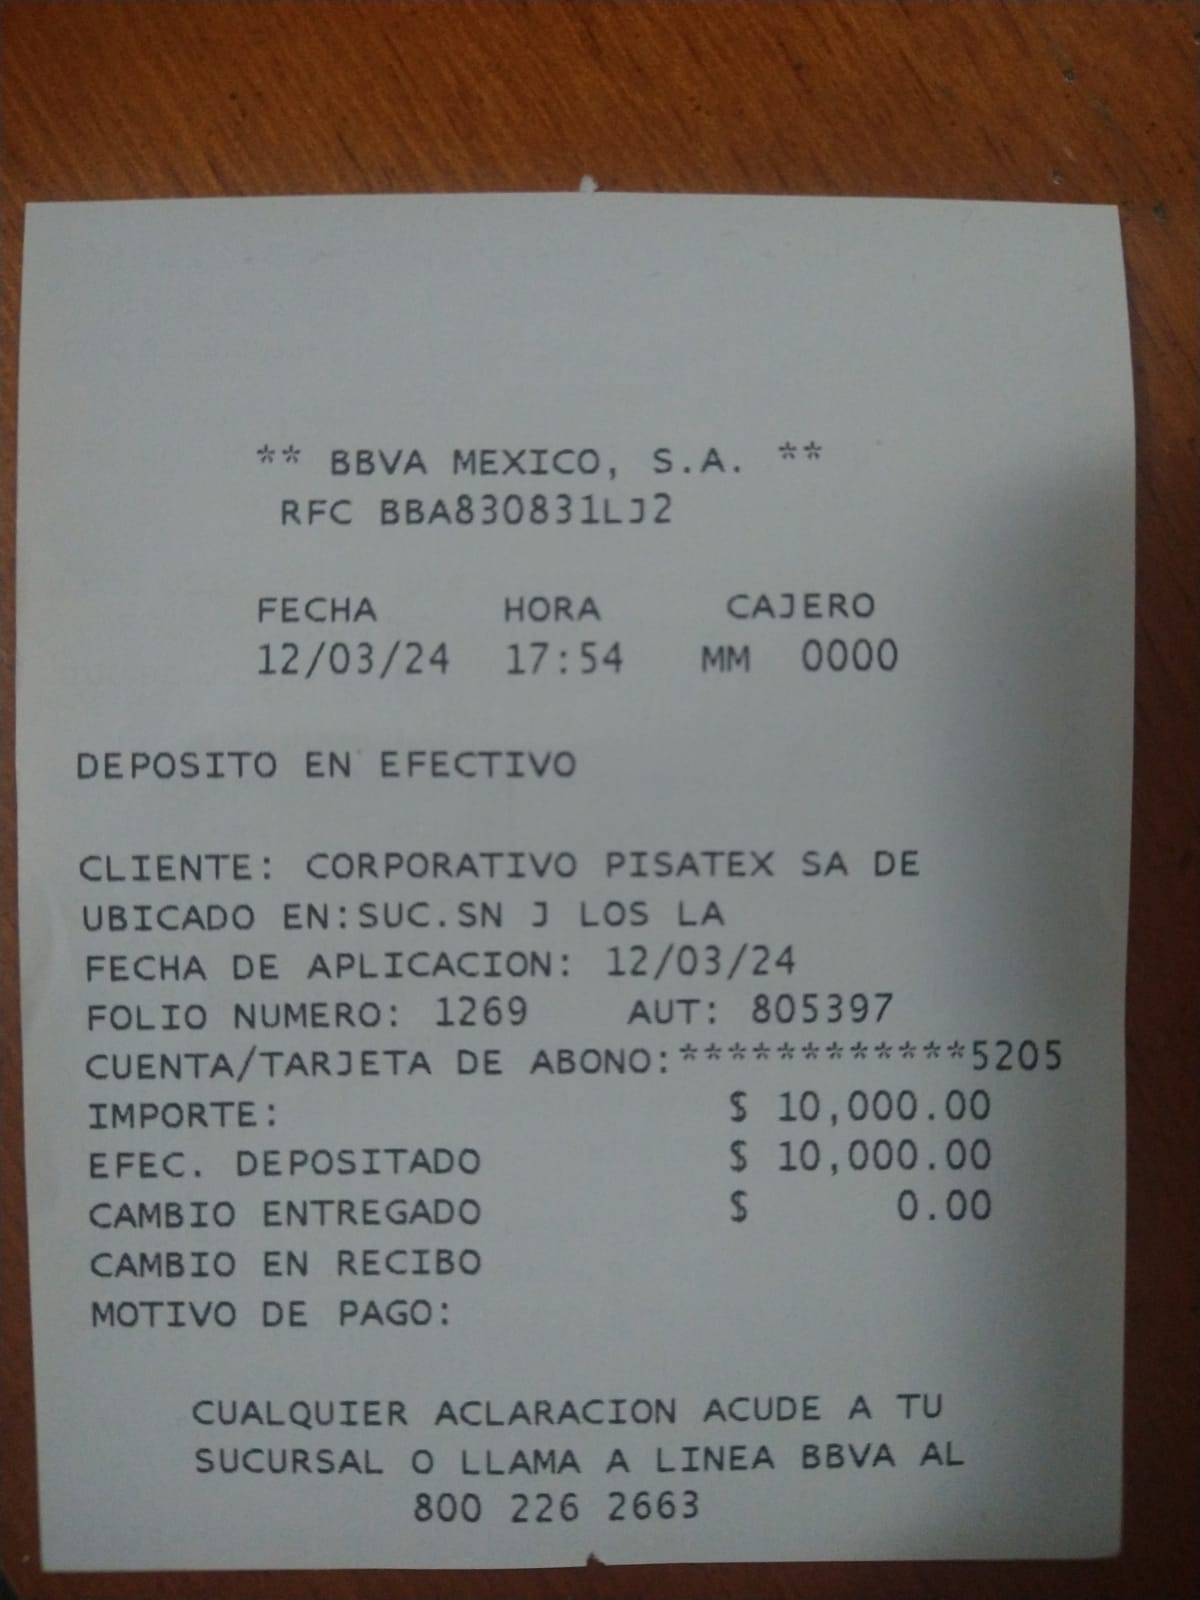 ** BBVA MEXICO, S.A. **
RFC BBA830831LJ2
FECHA HORA CAJERO
12/03/24 17:54 MM 0000
DEPOSITO EN EFECTIVO
CLIENTE: CORPORATIVO PISATEX SA DE
UBICADO EN:SUC.SN J LOS LA
FECHA DE APLICACION: 12/03/24
FOLIO NUMERO: 1269 AUT: 805397
CUENTA/TARJETA DE ABONO:************5205
IMPORTE: $ 10,000.00
EFEC. DEPOSITADO $ 10,000.00
CAMBIO ENTREGADO $ 0.00
CAMBIO EN RECIBO
MOTIVO DE PAGO:
CUALQUIER ACLARACION ACUDE A TU
SUCURSAL O LLAMA A LINEA BBVA AL
800 226 2663